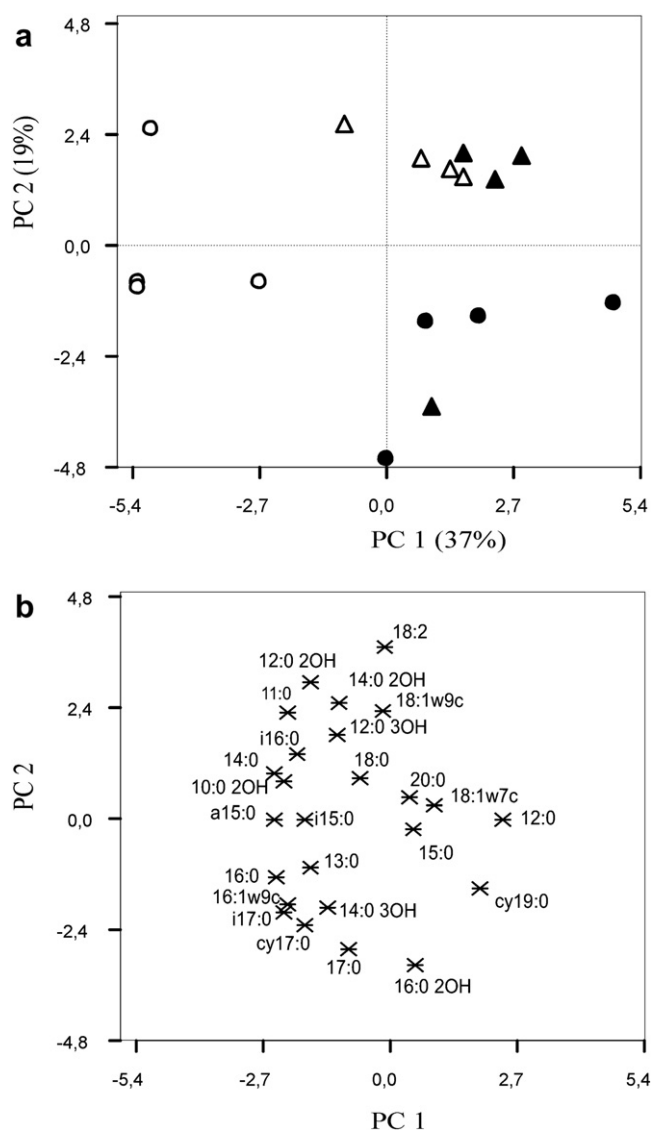 a
4,8
2,4
0,0
-2,4
-4,8
PC 2 (19%)
-5,4 -2,7 0,0 2,7 5,4
PC 1 (37%)
b
4,8
2,4
0,0
-2,4
-4,8
PC 2
18:2
12:0 2OH
14:0 2OH
11:0
18:1w9c
12:0 3OH
i16:0
14:0
18:0
10:0 2OH
20:0
18:1w7c
a15:0
i15:0
12:0
15:0
13:0
16:0
cy19:0
16:1w9c
14:0 3OH
i17:0
cy17:0
17:0
16:0 2OH
-5,4 -2,7 0,0 2,7 5,4
PC 1